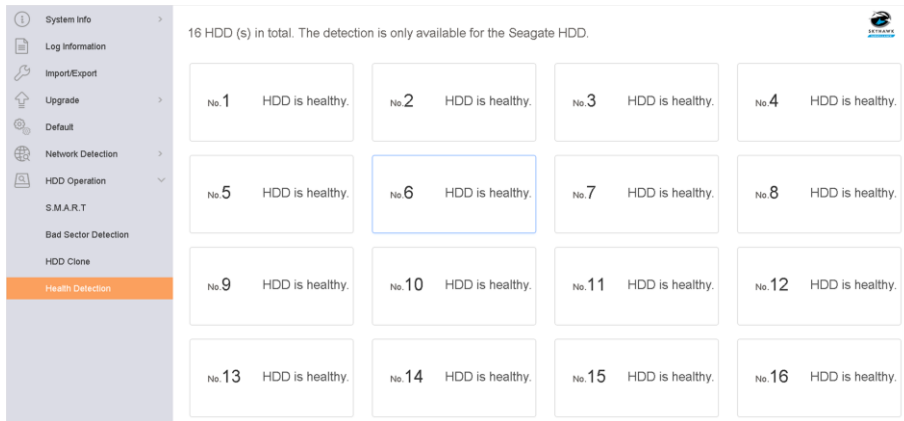 System Info
Log Information
Import/Export
Upgrade
Default
Network Detection
HDD Operation
S.M.A.R.T
Bad Sector Detection
HDD Clone
Health Detection
16 HDD (s) in total. The detection is only available for the Seagate HDD.
SKYHAWK
No.1 HDD is healthy.
No.2 HDD is healthy.
No.3 HDD is healthy.
No.4 HDD is healthy.
No.5 HDD is healthy.
No.6 HDD is healthy.
No.7 HDD is healthy.
No.8 HDD is healthy.
No.9 HDD is healthy.
No.10 HDD is healthy.
No.11 HDD is healthy.
No.12 HDD is healthy.
No.13 HDD is healthy.
No.14 HDD is healthy.
No.15 HDD is healthy.
No.16 HDD is healthy.